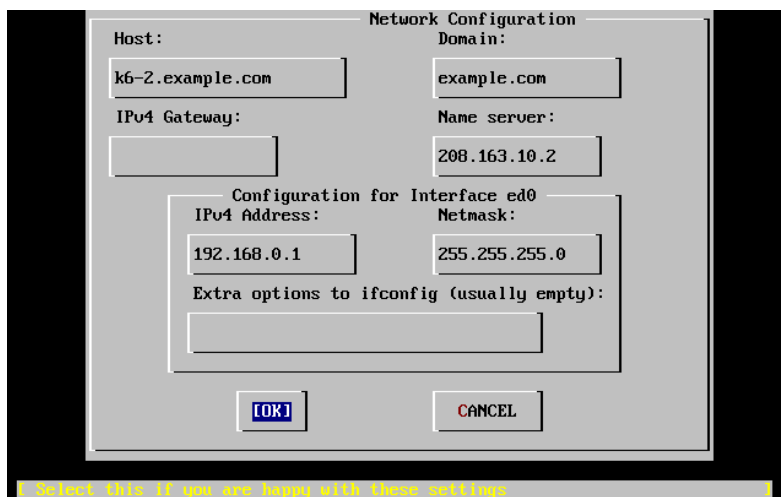 Network Configuration
Host: Domain:
k6-2.example.com example.com
IPv4 Gateway: Name server:
208.163.10.2
Configuration for Interface ed0
IPv4 Address: Netmask:
192.168.0.1 255.255.255.0
Extra options to ifconfig (usually empty):
[OK] CANCEL
[ Select this if you are happy with these settings ]